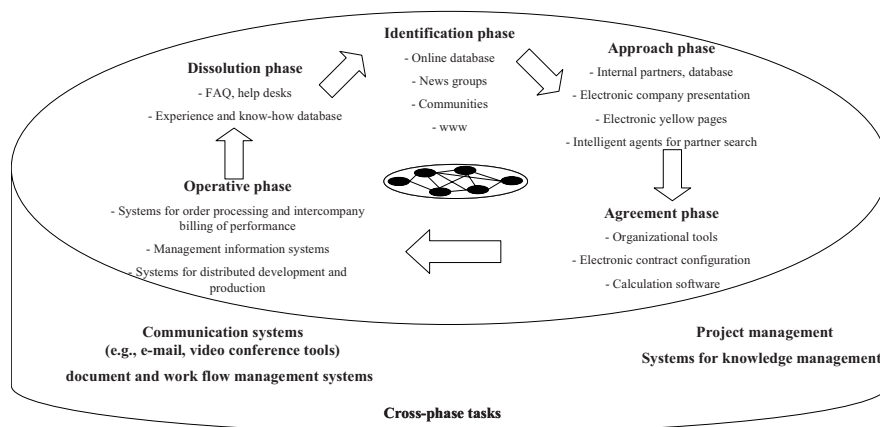 Identification phase
- Online database
- News groups
- Communities
- www
Approach phase
- Internal partners, database
- Electronic company presentation
- Electronic yellow pages
- Intelligent agents for partner search
Agreement phase
- Organizational tools
- Electronic contract configuration
- Calculation software
Operative phase
- Systems for order processing and intercompany
billing of performance
- Management information systems
- Systems for distributed development and
production
Dissolution phase
- FAQ, help desks
- Experience and know-how database
Communication systems
(e.g., e-mail, video conference tools)
document and work flow management systems
Project management
Systems for knowledge management
Cross-phase tasks